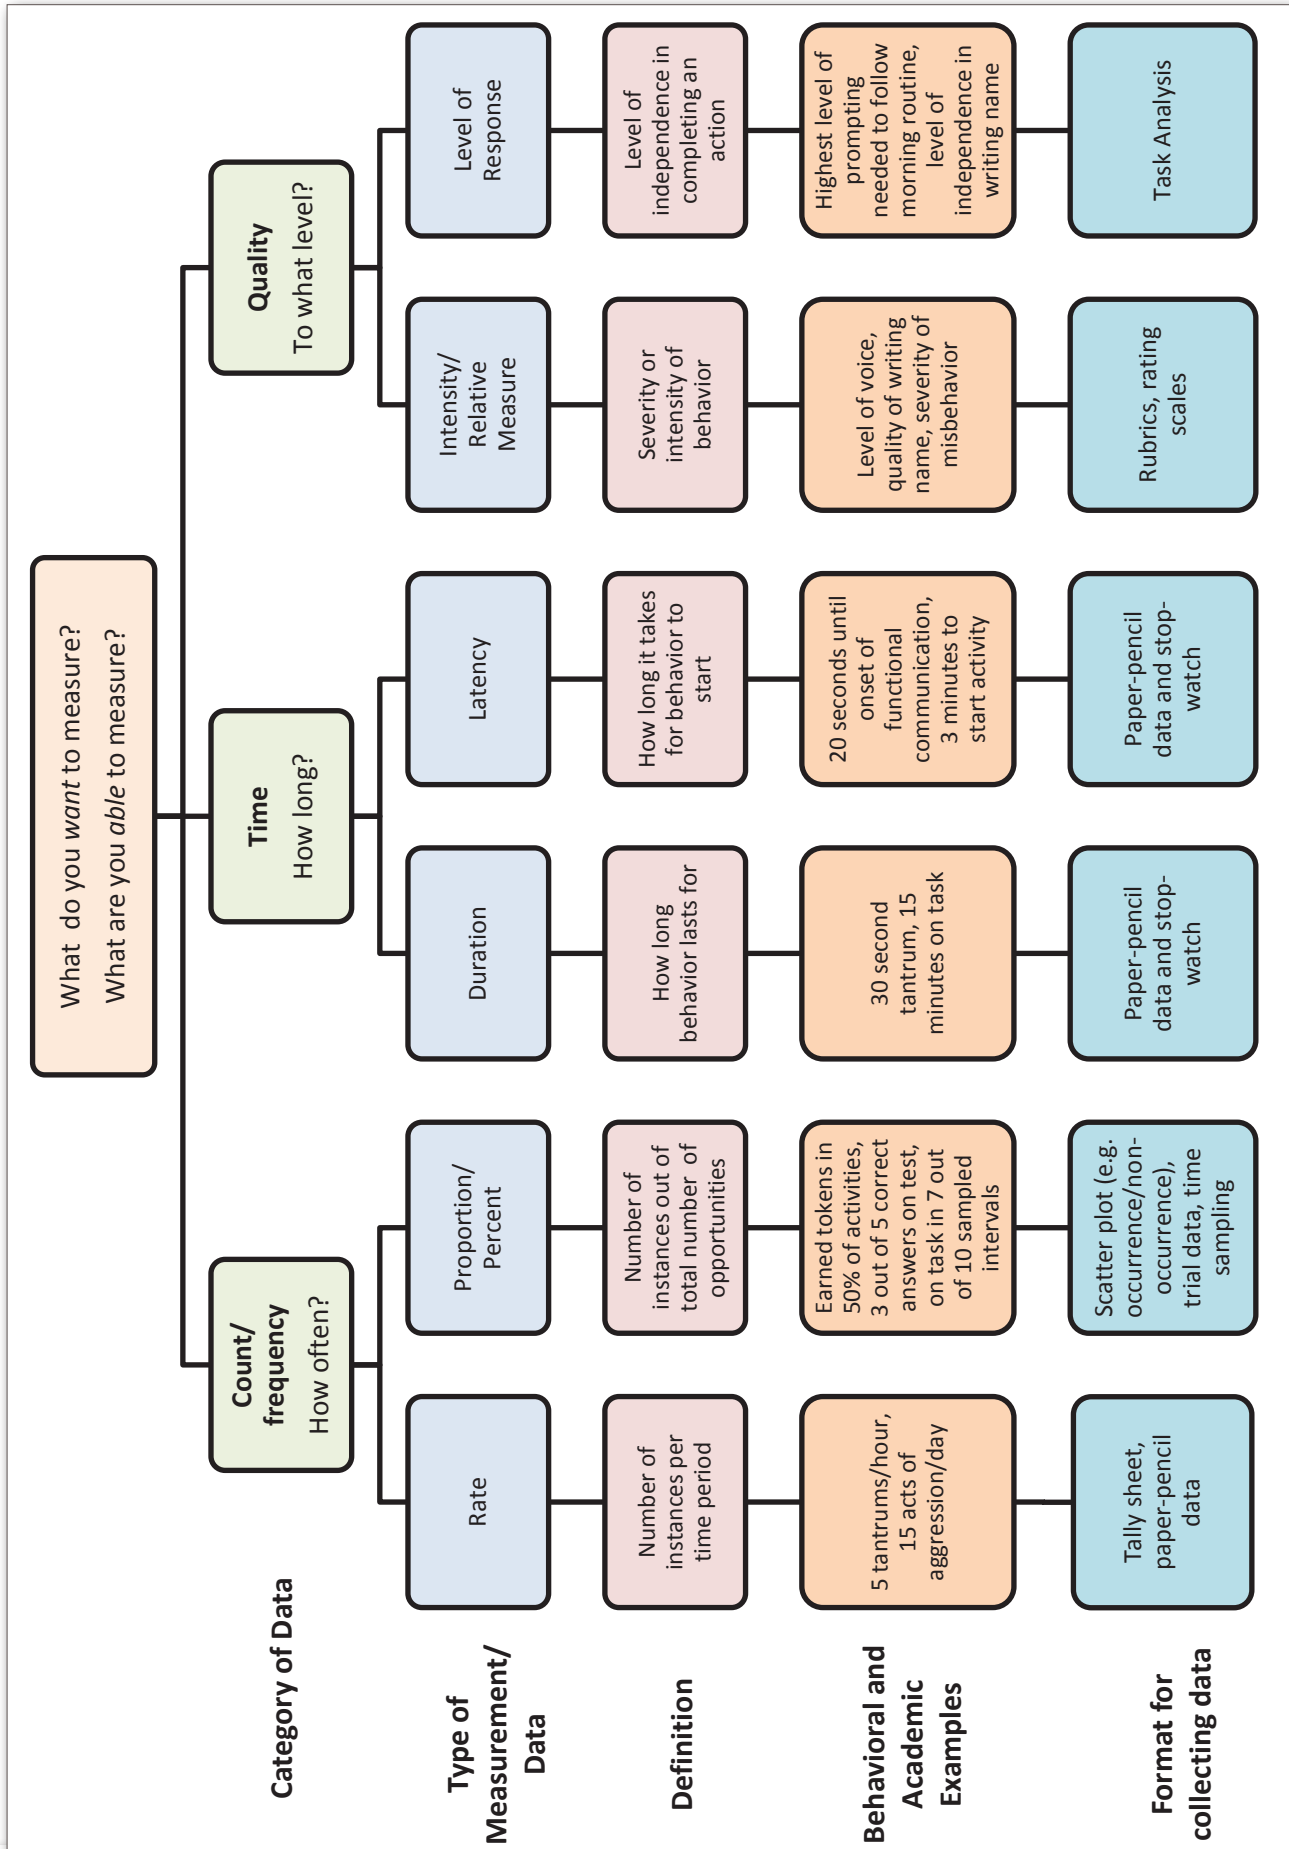 What  do you want to measure?
What are you able to measure?
Category of Data
Count/
frequency
How often?
Time
How long?
Quality
To what level?
Type of
Measurement/
Data
Rate
Proportion/
Percent
Duration
Latency
Intensity/
Relative
Measure
Level of
Response
Definition
Number of
instances per
time period
Number of
instances out of
total number  of
opportunities
How long
behavior lasts for
How long it takes
for behavior to
start
Severity or
intensity of
behavior
Level of
independence in
completing an
action
Behavioral and
Academic
Examples
5 tantrums/hour,
15 acts of
aggression/day
Earned tokens in
50% of activities,
3 out of 5 correct
answers on test,
on task in 7 out
of 10 sampled
intervals
30 second
tantrum, 15
minutes on task
20 seconds until
onset of
functional
communication,
3 minutes to
start activity
Level of voice,
quality of writing
name, severity of
misbehavior
Highest level of
prompting
needed to follow
morning routine,
level of
independence in
writing name
Format for
collecting data
Tally sheet,
paper-pencil
data
Scatter plot (e.g.
occurrence/non-
occurrence),
trial data, time
sampling
Paper-pencil
data and stop-
watch
Paper-pencil
data and stop-
watch
Rubrics, rating
scales
Task Analysis